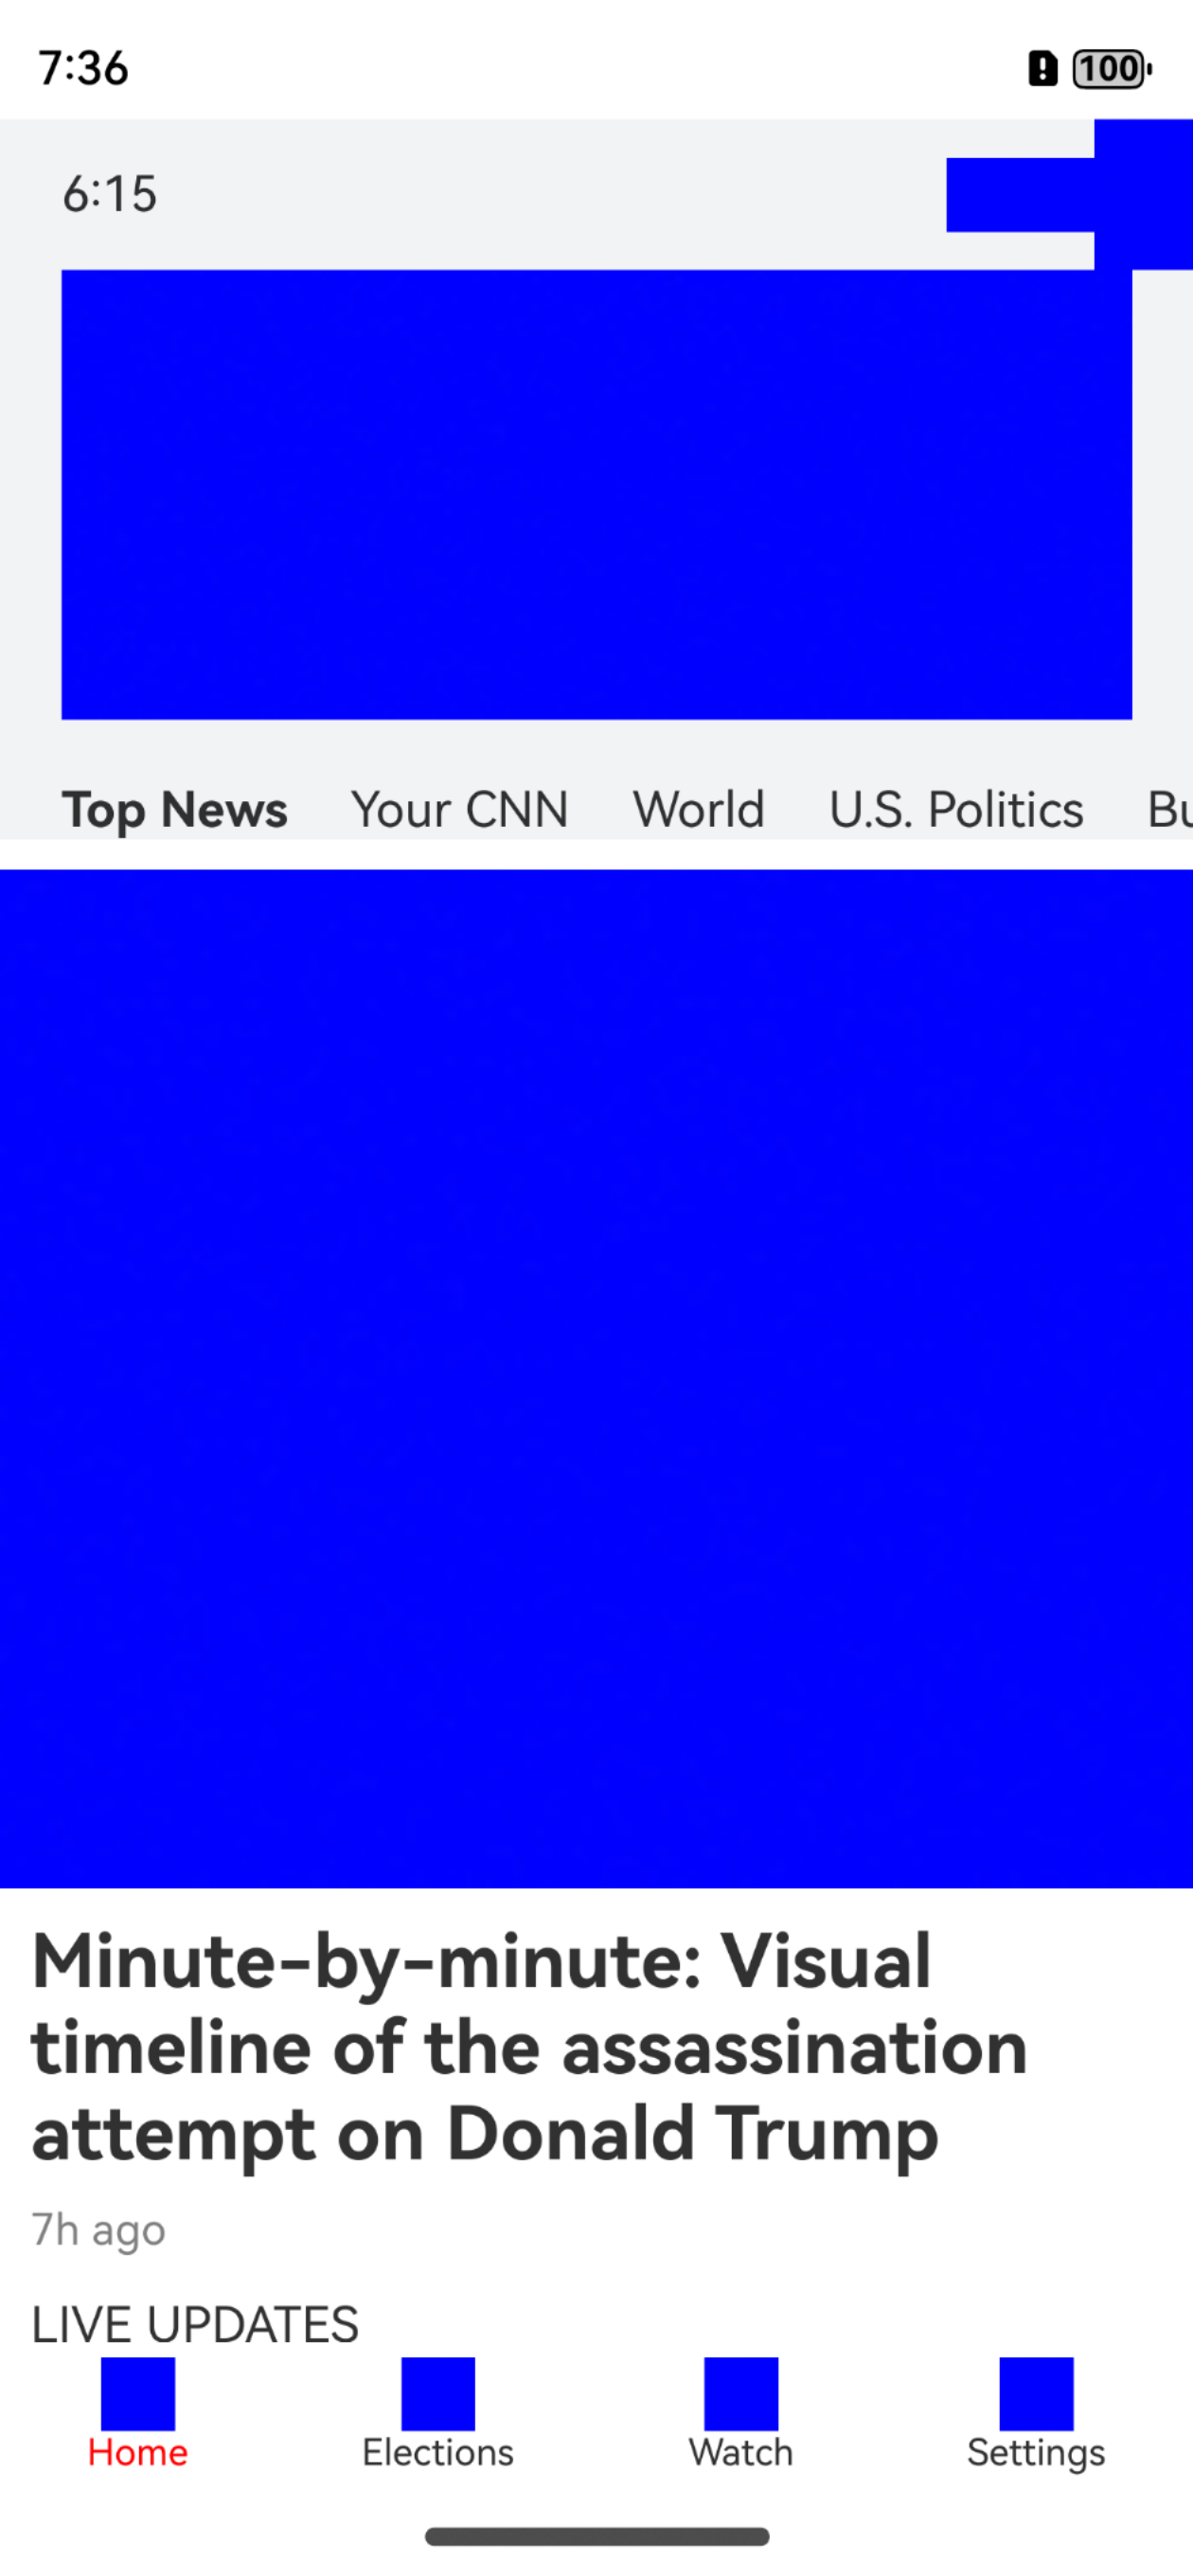 7:36
100
6:15
Top News Your CNN World U.S. Politics Bu
Minute-by-minute: Visual
timeline of the assassination
attempt on Donald Trump
7h ago
LIVE UPDATES
Home Elections Watch Settings